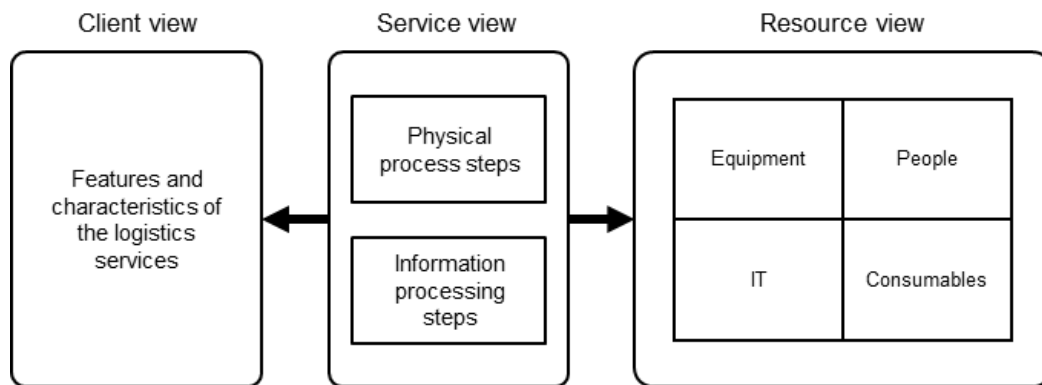 Client view
Service view
Resource view
Features and
characteristics of
the logistics
services
Physical
process steps
Information
processing
steps
Equipment
People
IT
Consumables